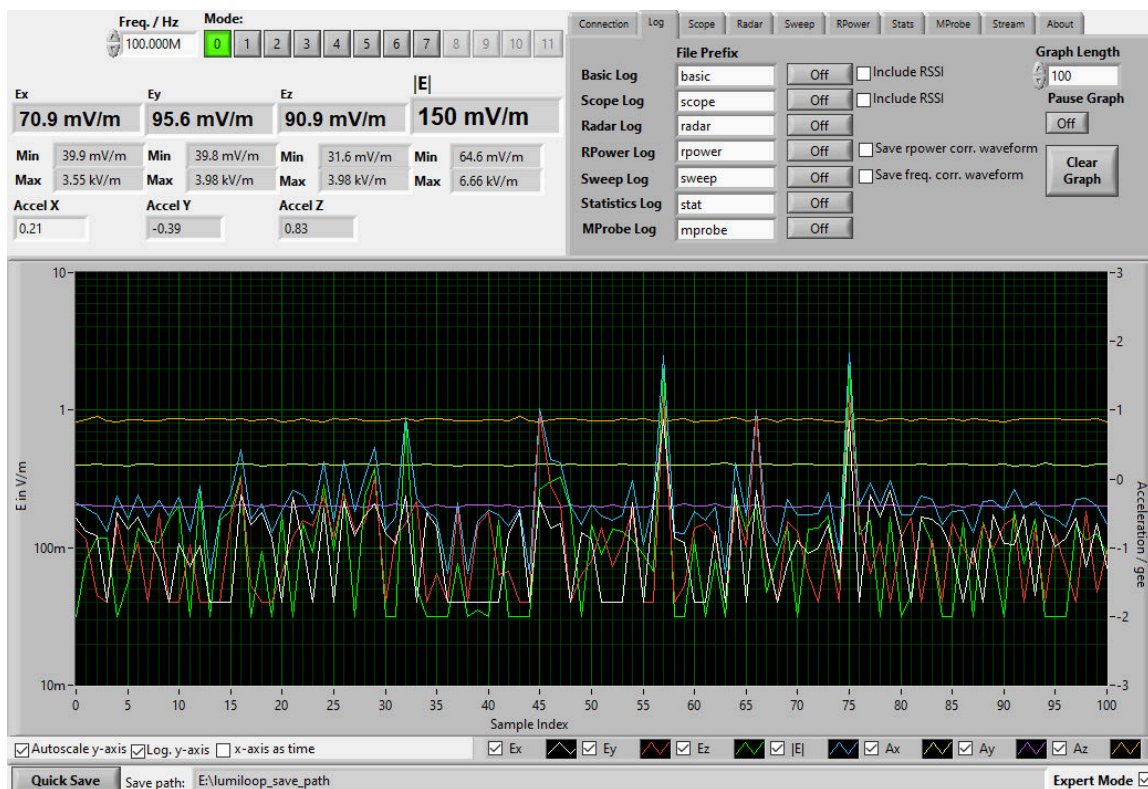 Freq. / Hz Mode:
100.000M 0 1 2 3 4 5 6 7 8 9 10 11
Ex Ey Ez |E|
70.9 mV/m 95.6 mV/m 90.9 mV/m 150 mV/m
Min 39.9 mV/m Min 39.8 mV/m Min 31.6 mV/m Min 64.6 mV/m
Max 3.55 kV/m Max 3.98 kV/m Max 3.98 kV/m Max 6.66 kV/m
Accel X Accel Y Accel Z
0.21 -0.39 0.83
Connection Log Scope Radar Sweep RPower Stats MProbe Stream About
File Prefix Graph Length
Basic Log basic Off Include RSSI 100
Scope Log scope Off Include RSSI Pause Graph
Radar Log radar Off Off
RPower Log rpower Off Save rpower corr. waveform Clear
Sweep Log sweep Off Save freq. corr. waveform Graph
Statistics Log stat Off
MProbe Log mprobe Off
10 3
2
1 1
0
100m -1
-2
10m -3
E in V/m
Acceleration / gee
0 5 10 15 20 25 30 35 40 45 50 55 60 65 70 75 80 85 90 95 100
Sample Index
Autoscale y-axis Log. y-axis x-axis as time Ex Ey Ez |E| Ax Ay Az
Quick Save Save path: E:\lumiloop_save_path Expert Mode